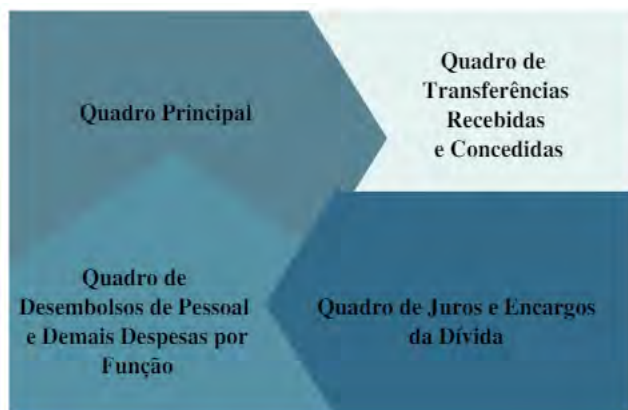 Quadro Principal
Quadro de
Transferências
Recebidas
e Concedidas
Quadro de
Desembolsos de Pessoal
e Demais Despesas por
Função
Quadro de Juros e Encargos
da Dívida